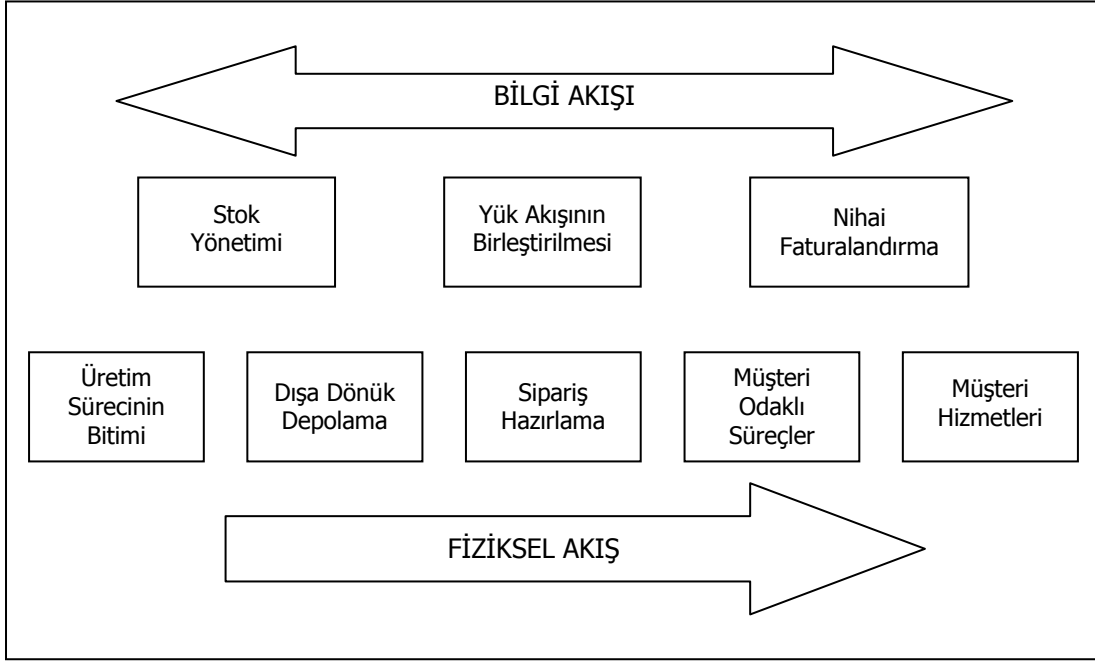 BİLGİ AKIŞI
Stok
Yönetimi
Yük Akışının
Birleştirilmesi
Nihai
Faturalandırma
Üretim
Sürecinin
Bitimi
Dışa Dönük
Depolama
Sipariş
Hazırlama
Müşteri
Odaklı
Süreçler
Müşteri
Hizmetleri
FİZİKSEL AKIŞ